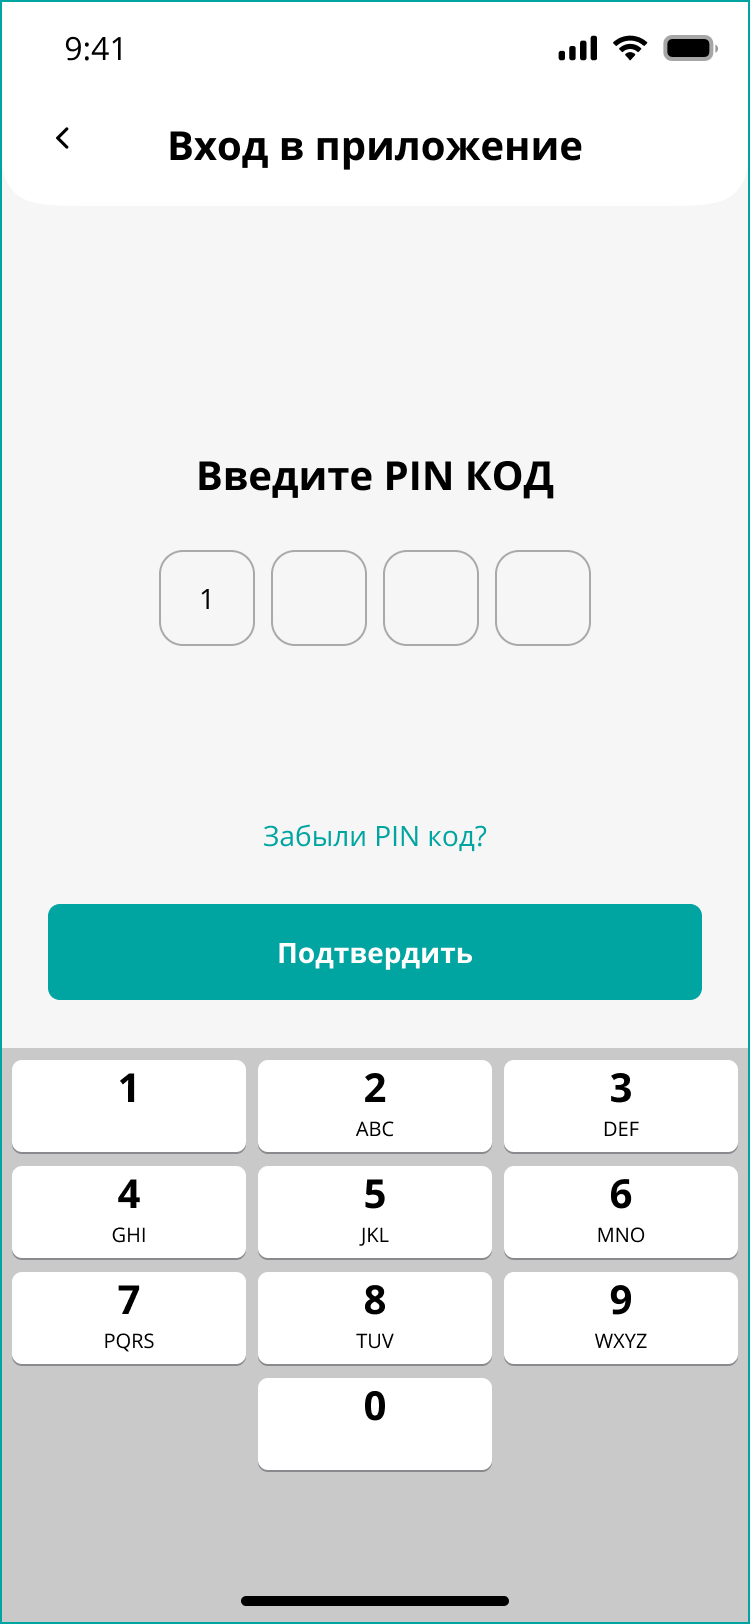 9:41
Вход в приложение
Введите PIN КОД
1
Забыли PIN код?
Подтвердить
1 2 3
ABC DEF
4 5 6
GHI JKL MNO
7 8 9
PQRS TUV WXYZ
0